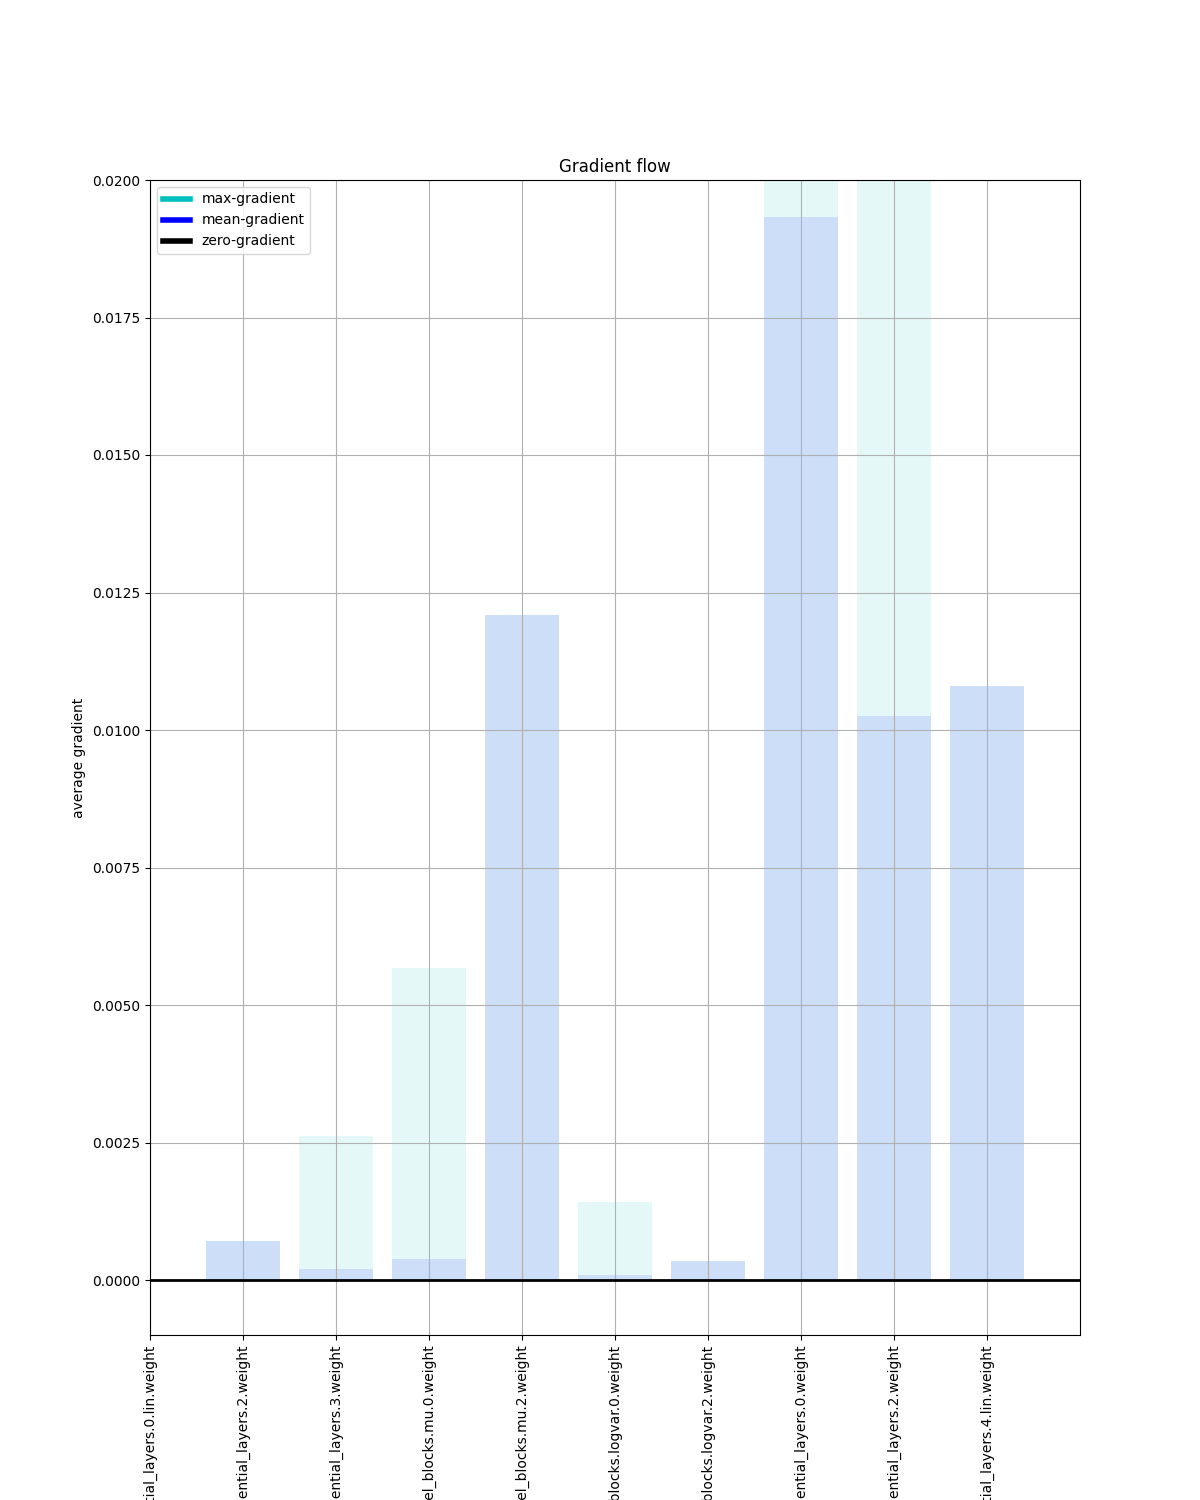 Gradient flow
max-gradient
mean-gradient
zero-gradient
0.0200
0.0175
0.0150
0.0125
0.0100
0.0075
0.0050
0.0025
0.0000
average gradient
tial_layers.0.lin.weight
ential_layers.2.weight
ential_layers.3.weight
el_blocks.mu.0.weight
el_blocks.mu.2.weight
blocks.logvar.0.weight
blocks.logvar.2.weight
ential_layers.0.weight
ential_layers.2.weight
tial_layers.4.lin.weight